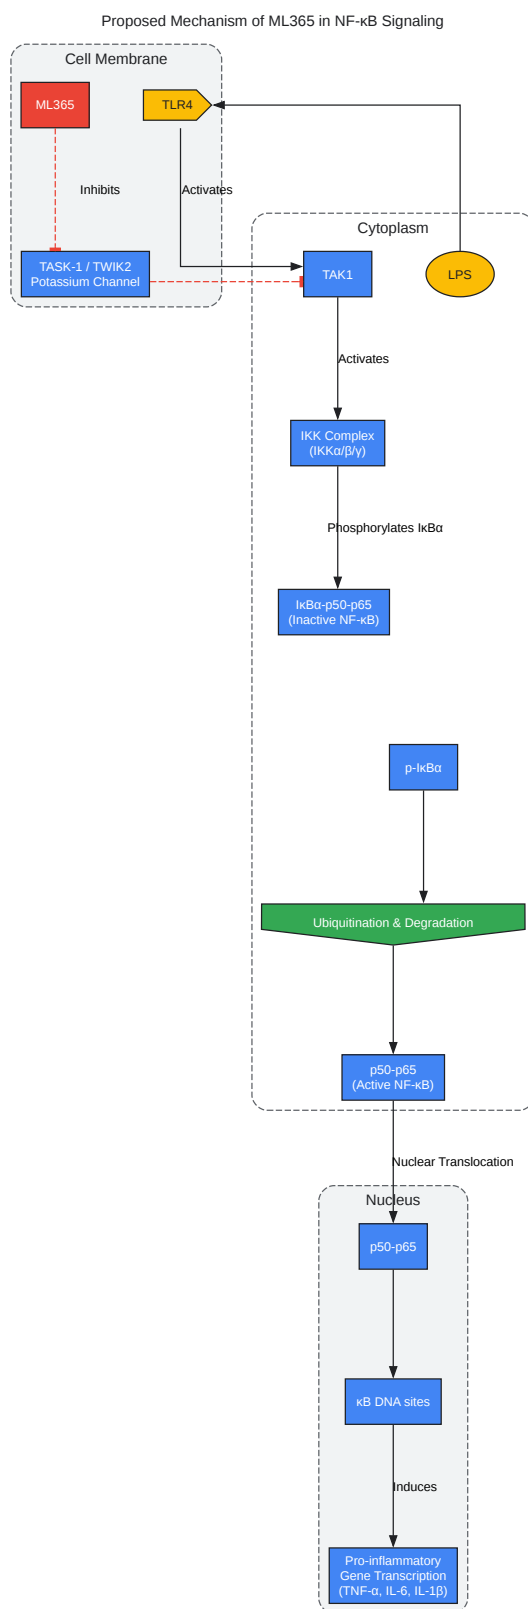 Proposed Mechanism of ML365 in NF-κB Signaling
Cell Membrane
ML365
TLR4
Inhibits
Activates
Cytoplasm
TASK-1 / TWIK2
Potassium Channel
TAK1
LPS
Activates
IKK Complex
(IKKα/β/γ)
Phosphorylates IκBα
IκBα-p50-p65
(Inactive NF-κB)
p-IκBα
Ubiquitination & Degradation
p50-p65
(Active NF-κB)
Nuclear Translocation
Nucleus
p50-p65
κB DNA sites
Induces
Pro-inflammatory
Gene Transcription
(TNF-α, IL-6, IL-1β)